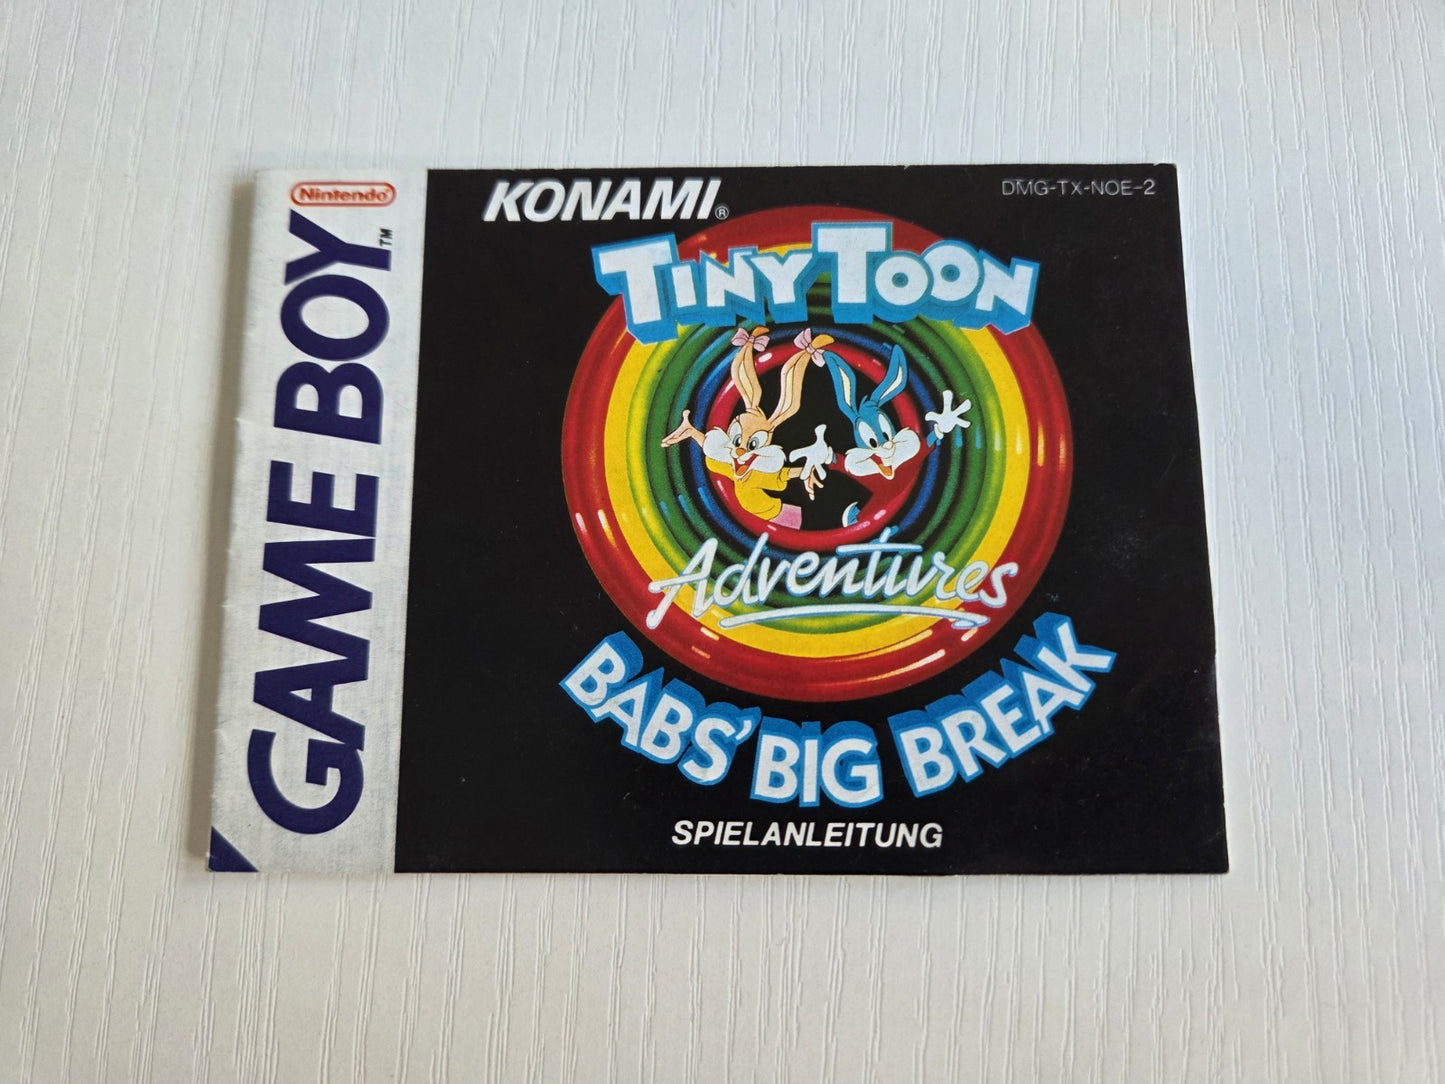 Nintendo®
GAME BOY™
KONAMI®
DMG-TX-NOE-2
TINY TOON
Adventures
BABS' BIG BREAK
SPIELANLEITUNG